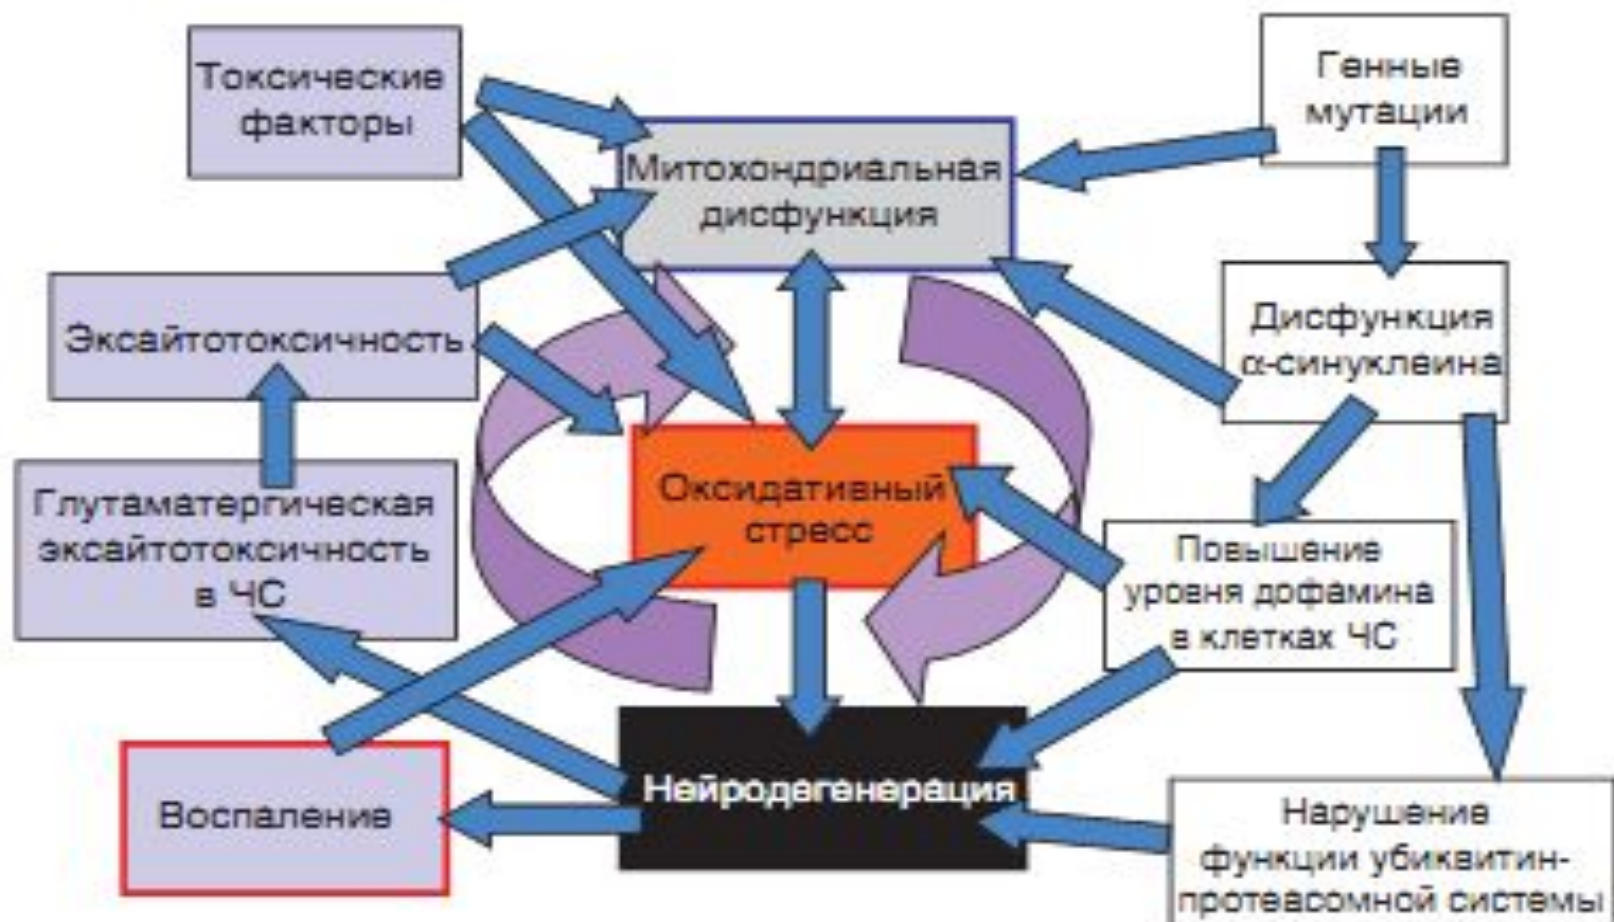 Токсические
факторы
Генные
мутации
Митохондриальная
дисфункция
Эксайтотоксичность
Дисфункция
α-синуклеина
Глутаматергическая
эксайтотоксичность
в ЧС
Оксидативный
стресс
Повышение
уровня дофамина
в клетках ЧС
Воспаление
Нейродегенерация
Нарушение
функции убиквитин-
протеасомной системы